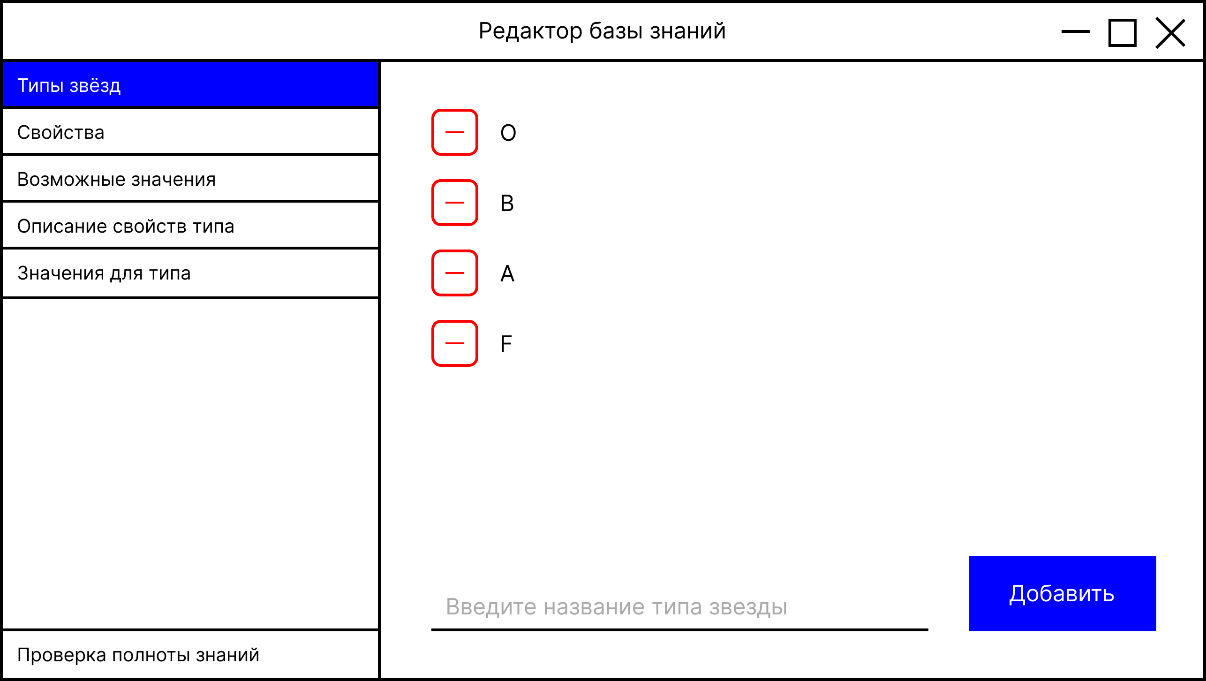 Редактор базы знаний
Типы звёзд
Свойства
Возможные значения
Описание свойств типа
Значения для типа
Проверка полноты знаний
O
B
A
F
Введите название типа звезды
Добавить